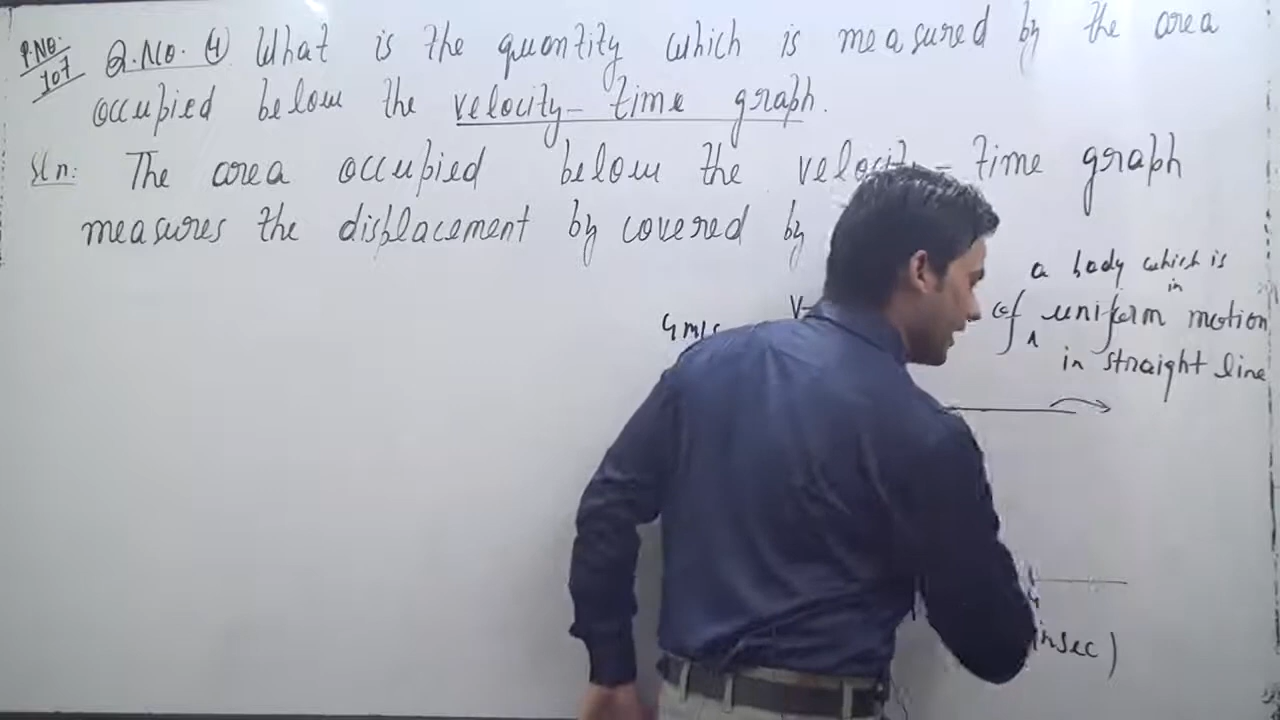 P.NO.
107
Q.No. 4 What is the quantity which is measured by the area
occupied below the velocity-time graph.
Sln: The area occupied below the velocity-time graph
measures the displacement by covered by
a body which is
in
of uniform motion
in straight line
4m/s
insec)